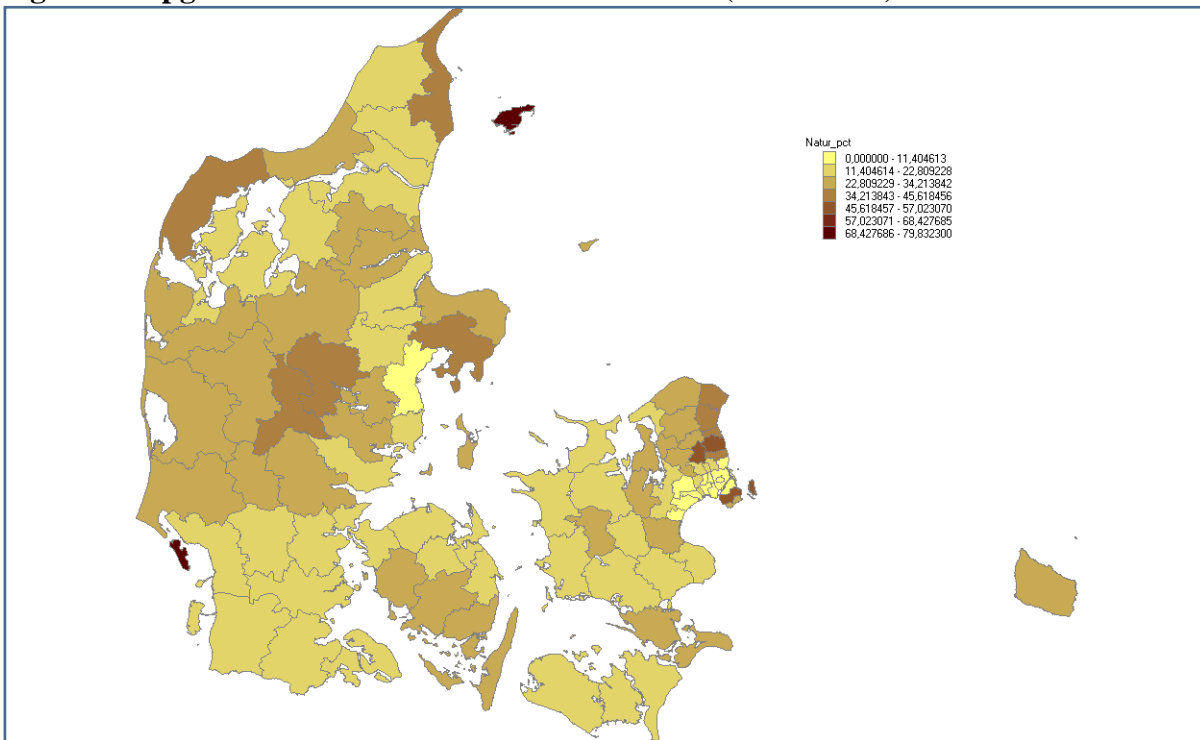 Natur_pct
0,000000 - 11,404613
11,404614 - 22,809228
22,809229 - 34,213842
34,213843 - 45,618456
45,618457 - 57,023070
57,023071 - 68,427685
68,427686 - 79,832300